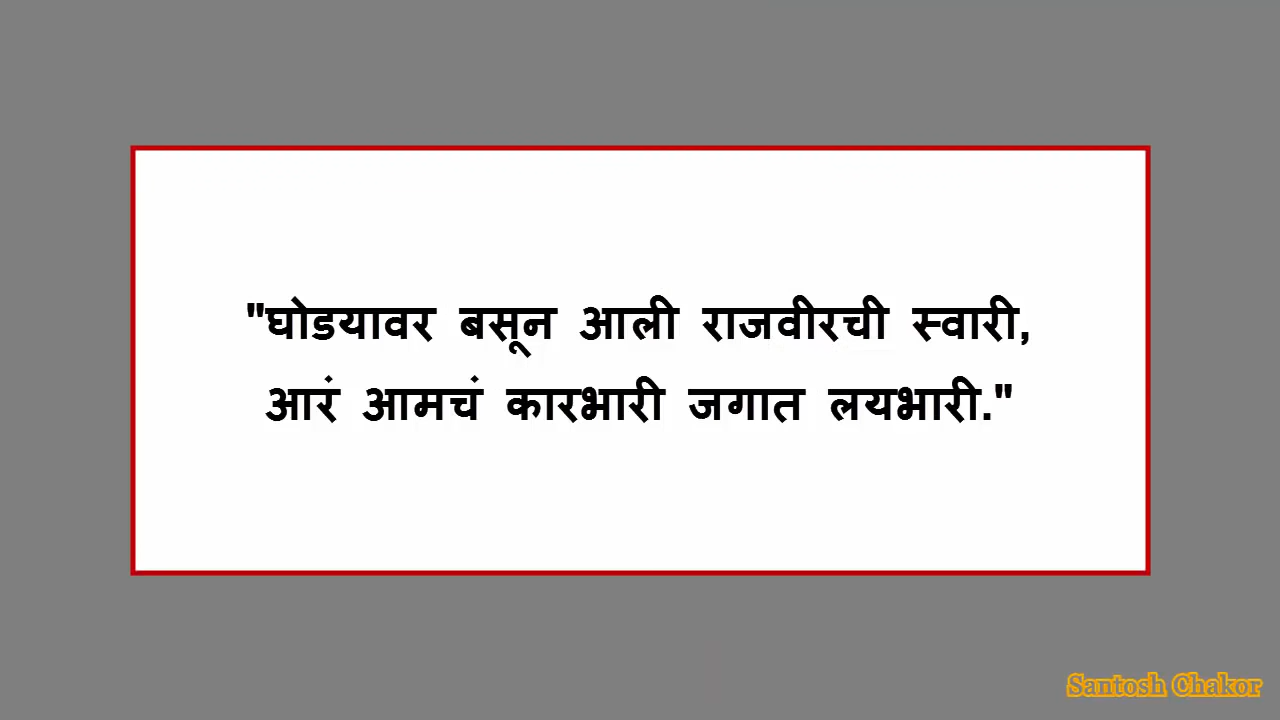 "घोडयावर बसून आली राजवीरची स्वारी,
आरं आमचं कारभारी जगात लयभारी."
Santosh Chakor